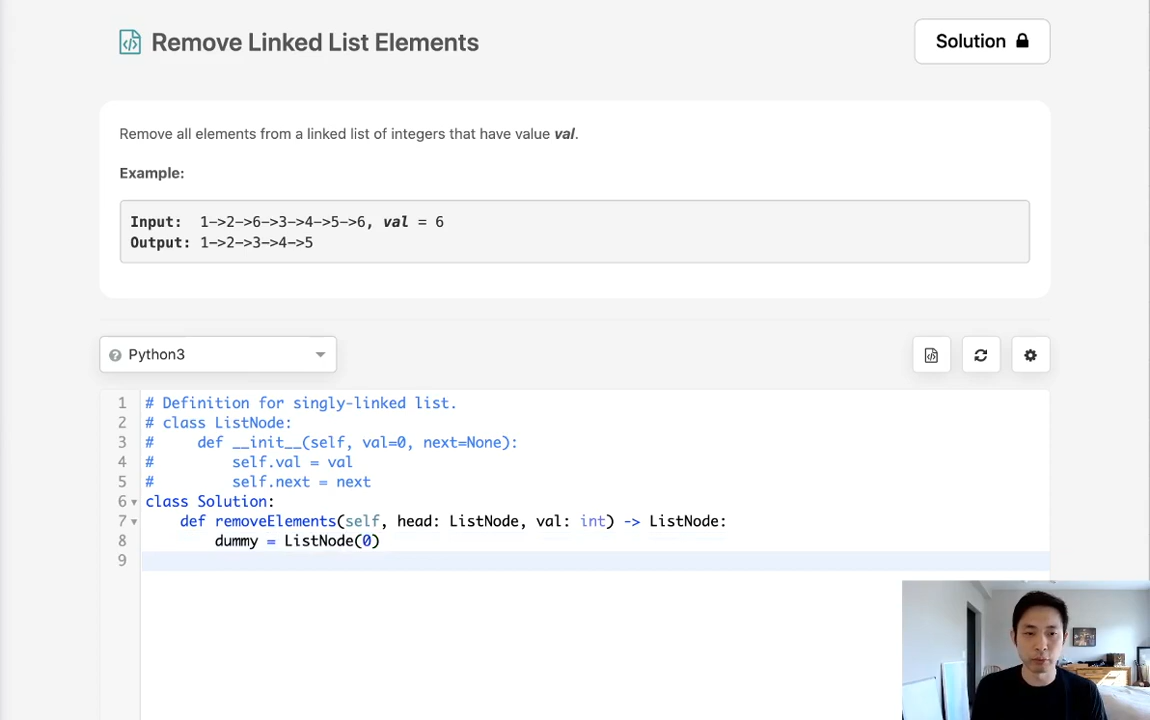 Remove Linked List Elements
Solution
Remove all elements from a linked list of integers that have value val.
Example:
Input: 1->2->6->3->4->5->6, val = 6
Output: 1->2->3->4->5
Python3
1 # Definition for singly-linked list.
2 # class ListNode:
3 #     def __init__(self, val=0, next=None):
4 #         self.val = val
5 #         self.next = next
6 class Solution:
7     def removeElements(self, head: ListNode, val: int) -> ListNode:
8         dummy = ListNode(0)
9